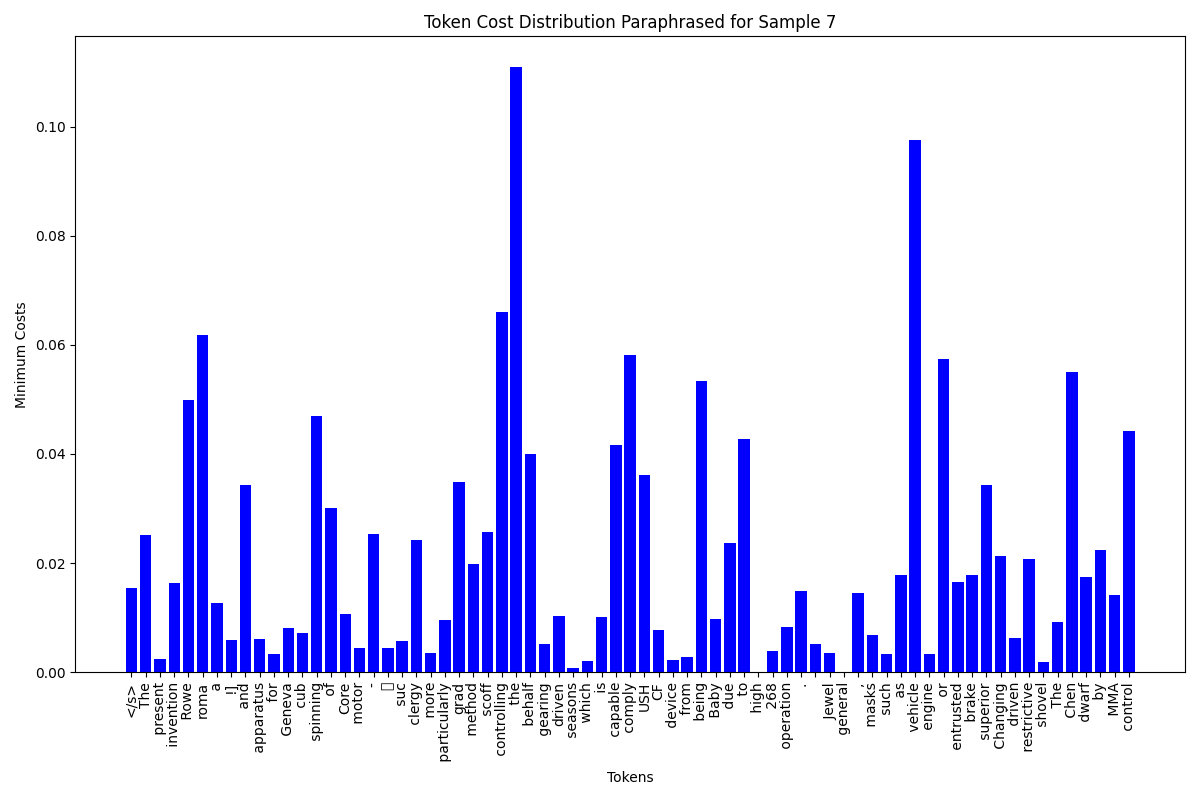 Token Cost Distribution Paraphrased for Sample 7
Minimum Costs
0.10
0.08
0.06
0.04
0.02
0.00
</s>
The
present
invention
Rowe
roma
a
!]
and
apparatus
for
Geneva
cub
spinning
of
Core
motor
-
suc
clergy
more
particularly
grad
method
scoff
controlling
the
behalf
gearing
driven
seasons
which
is
capable
comply
USH
CF
device
from
being
Baby
due
to
high
268
operation
.
Jewel
general
masks
such
as
vehicle
engine
or
entrusted
brake
superior
Changing
driven
restrictive
shovel
The
Chen
dwarf
by
MMA
control
Tokens